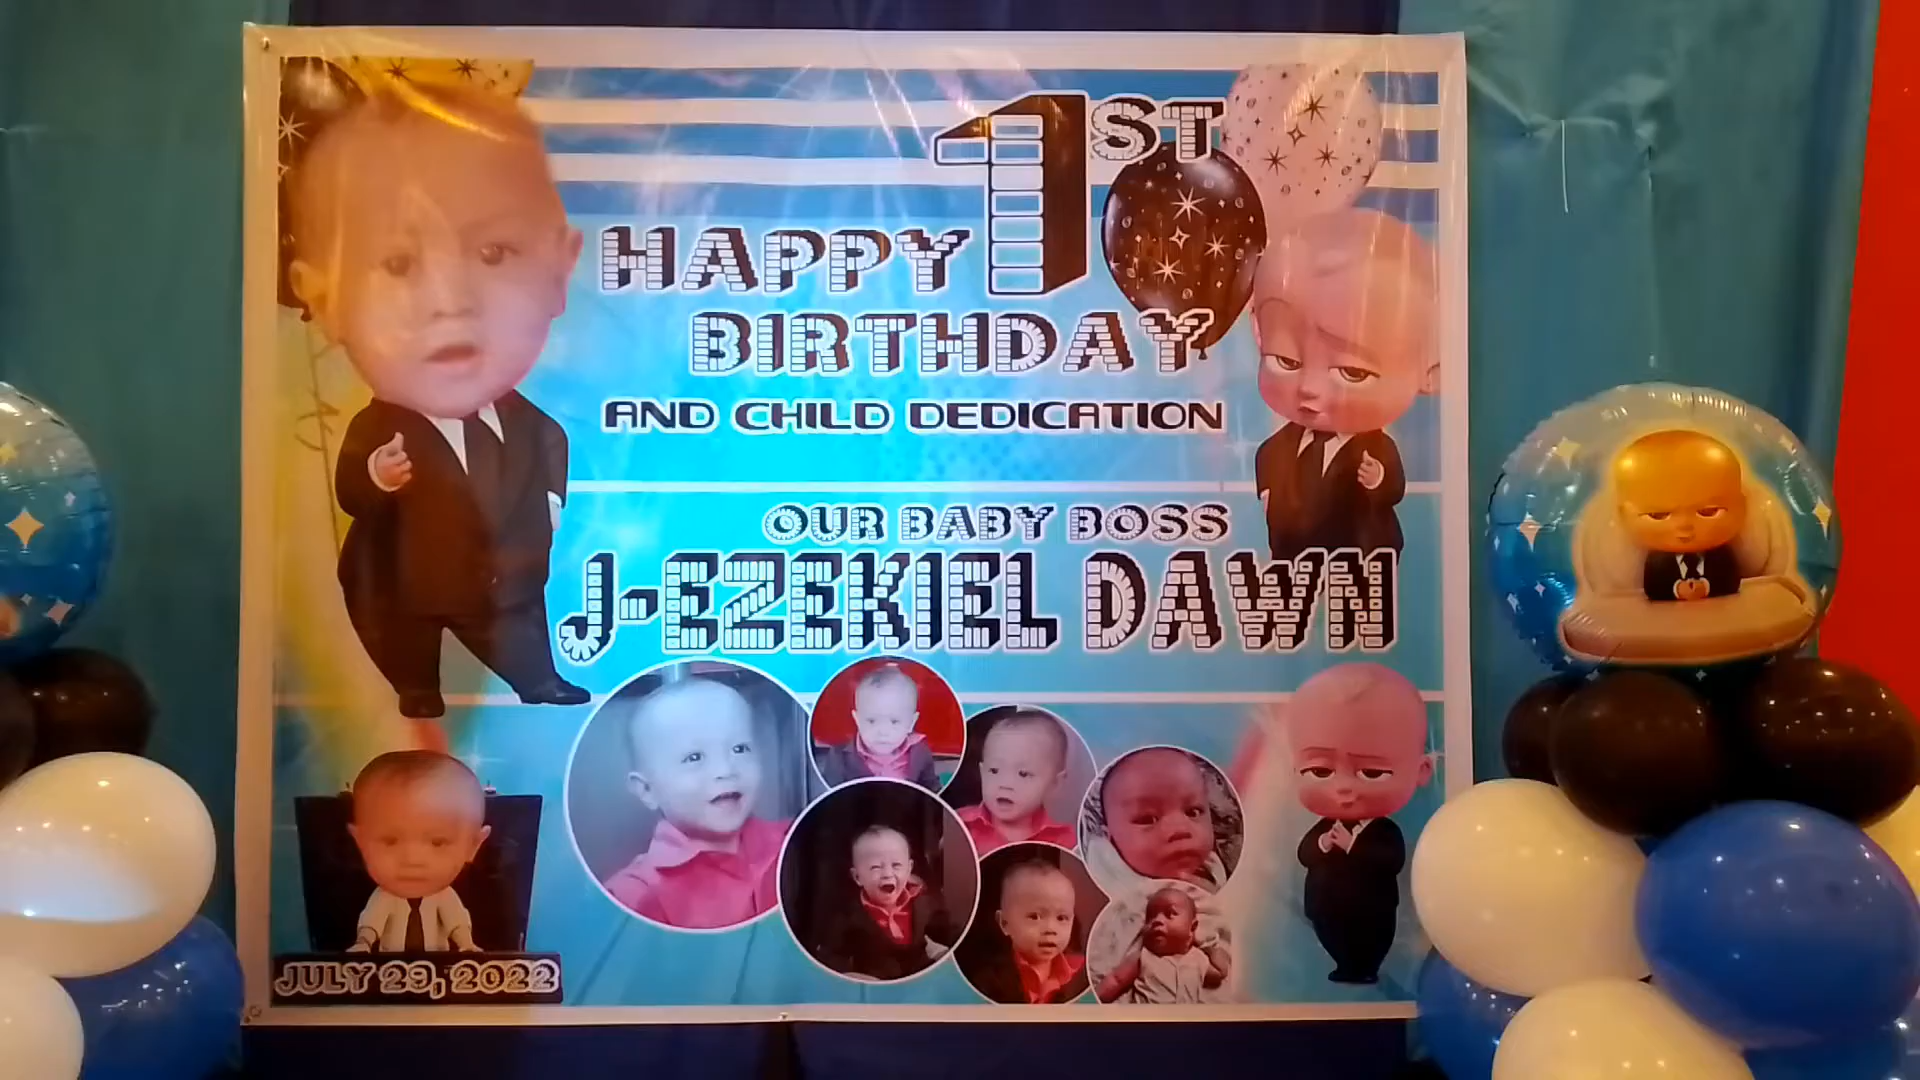 1ST
HAPPY
BIRTHDAY
AND CHILD DEDICATION
OUR BABY BOSS
J-EZEKIEL DAWN
JULY 29, 2022